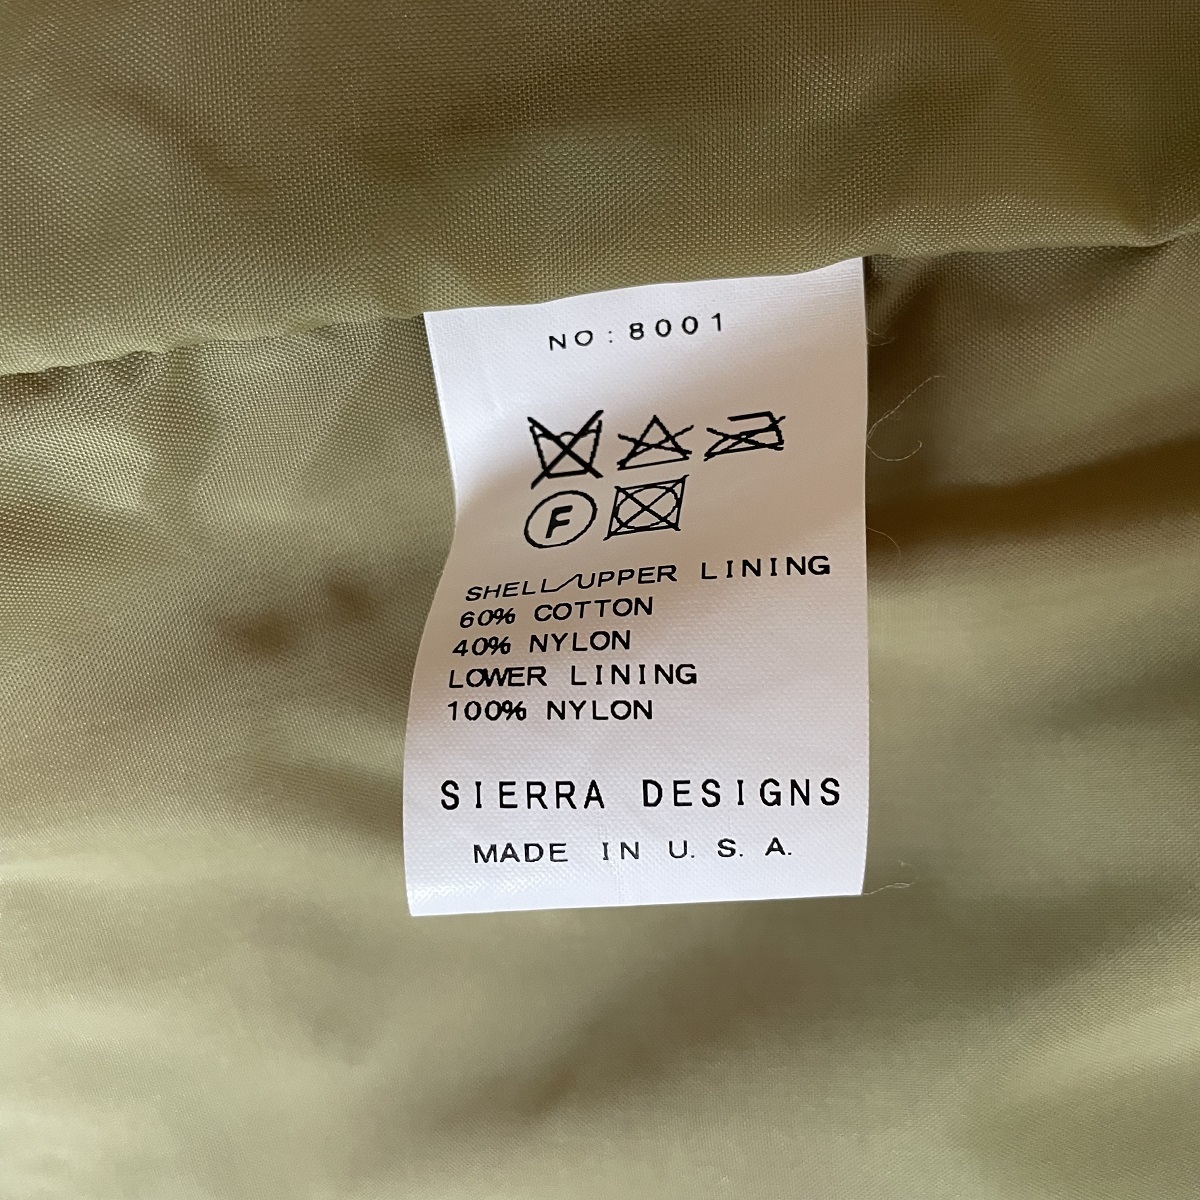 NO:8001
F
SHELL/UPPER LINING
60% COTTON
40% NYLON
LOWER LINING
100% NYLON
SIERRA DESIGNS
MADE IN U. S. A.